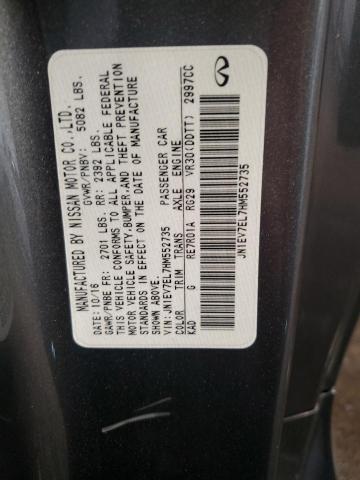 MANUFACTURED BY NISSAN MOTOR CO.,LTD.
DATE: 10/16 GVWR/PNBV: 5082 LBS.
GAWR/PNBE FR: 2701 LBS. RR: 2392 LBS.
THIS VEHICLE CONFORMS TO ALL APPLICABLE FEDERAL
MOTOR VEHICLE SAFETY,BUMPER,AND THEFT PREVENTION
STANDARDS IN EFFECT ON THE DATE OF MANUFACTURE
SHOWN ABOVE.
VIN: JN1EV7EL7HM552735 PASSENGER CAR
COLOR TRIM TRANS AXLE ENGINE
KAD G RE7R01A RG29 VR30(DDTT) 2997CC
JN1EV7EL7HM552735